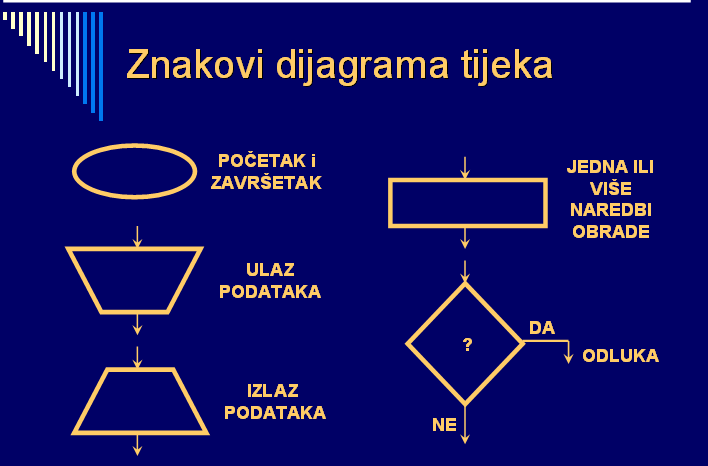 Znakovi dijagrama tijeka
POČETAK i
ZAVRŠETAK
ULAZ
PODATAKA
IZLAZ
PODATAKA
JEDNA ILI
VIŠE
NAREDBI
OBRADE
?
DA
ODLUKA
NE